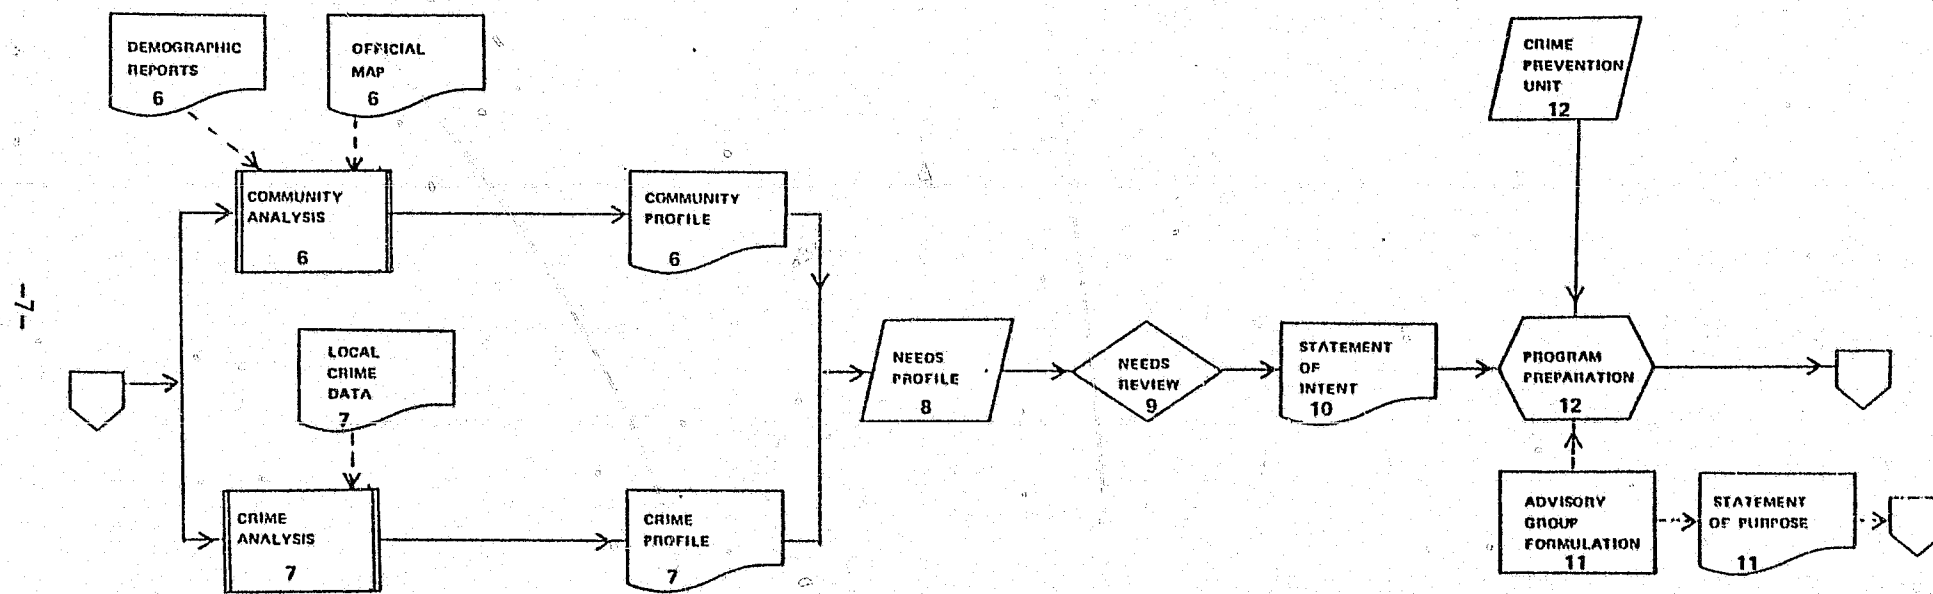 DEMOGRAPHIC
REPORTS
6
OFFICIAL
MAP
6
CRIME
PREVENTION
UNIT
12
COMMUNITY
ANALYSIS
6
COMMUNITY
PROFILE
6
-7-
LOCAL
CRIME
DATA
7
NEEDS
PROFILE
8
NEEDS
REVIEW
9
STATEMENT
OF
INTENT
10
PROGRAM
PREPARATION
12
CRIME
ANALYSIS
7
CRIME
PROFILE
7
ADVISORY
GROUP
FORMULATION
11
STATEMENT
OF PURPOSE
11